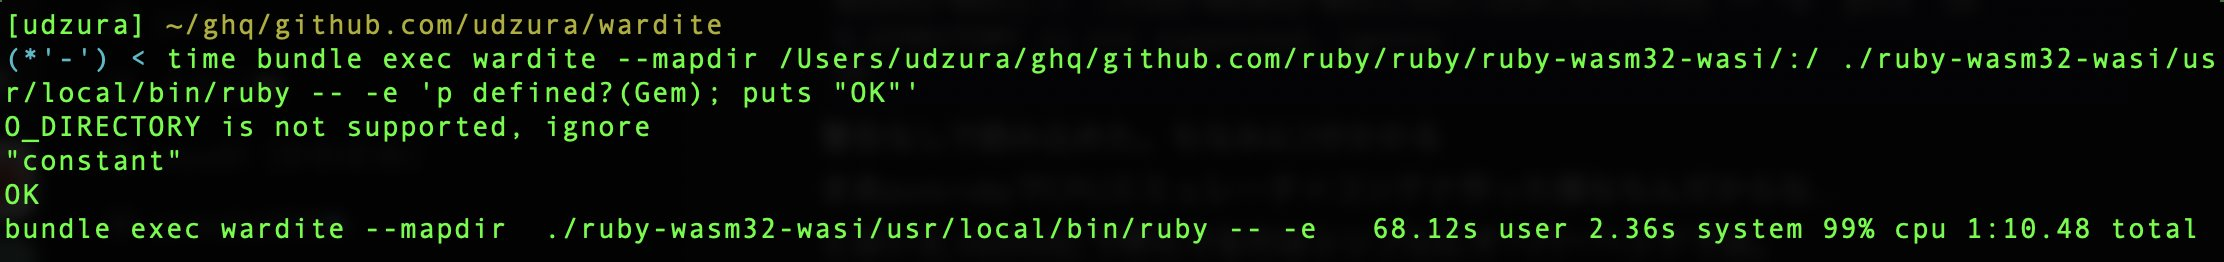 [udzura] ~/ghq/github.com/udzura/wardite
(*'-') < time bundle exec wardite --mapdir /Users/udzura/ghq/github.com/ruby/ruby/ruby-wasm32-wasi/:/ ./ruby-wasm32-wasi/us
r/local/bin/ruby -- -e 'p defined?(Gem); puts "OK"'
O_DIRECTORY is not supported, ignore
"constant"
OK
bundle exec wardite --mapdir  ./ruby-wasm32-wasi/usr/local/bin/ruby -- -e   68.12s user 2.36s system 99% cpu 1:10.48 total